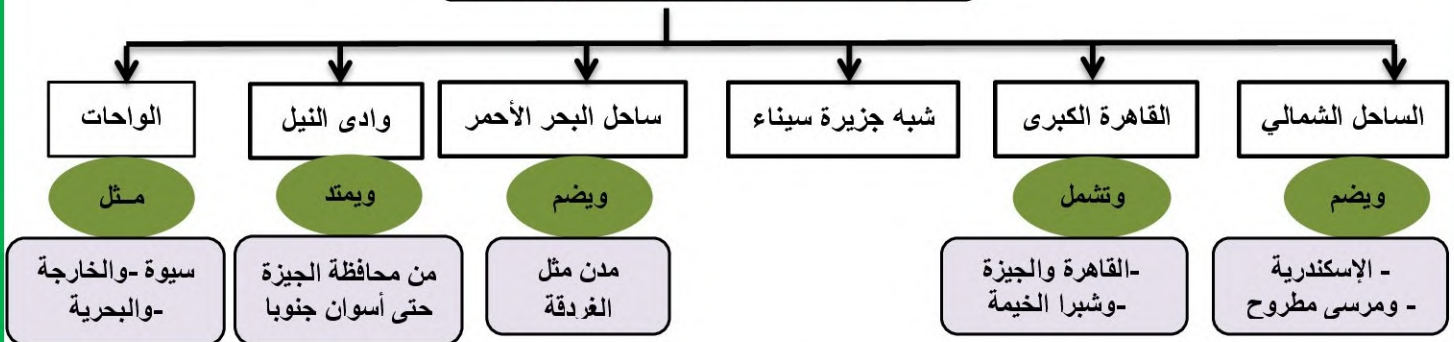 الساحل الشمالي
القاهرة الكبرى
شبه جزيرة سيناء
ساحل البحر الأحمر
وادى النيل
الواحات
ويضم
وتشمل
ويضم
ويمتد
مـثل
- الإسكندرية
- ومرسى مطروح
-القاهرة والجيزة
-وشبرا الخيمة
مدن مثل
الغردقة
من محافظة الجيزة
حتى أسوان جنوبا
سيوة -والخارجة
-والبحرية